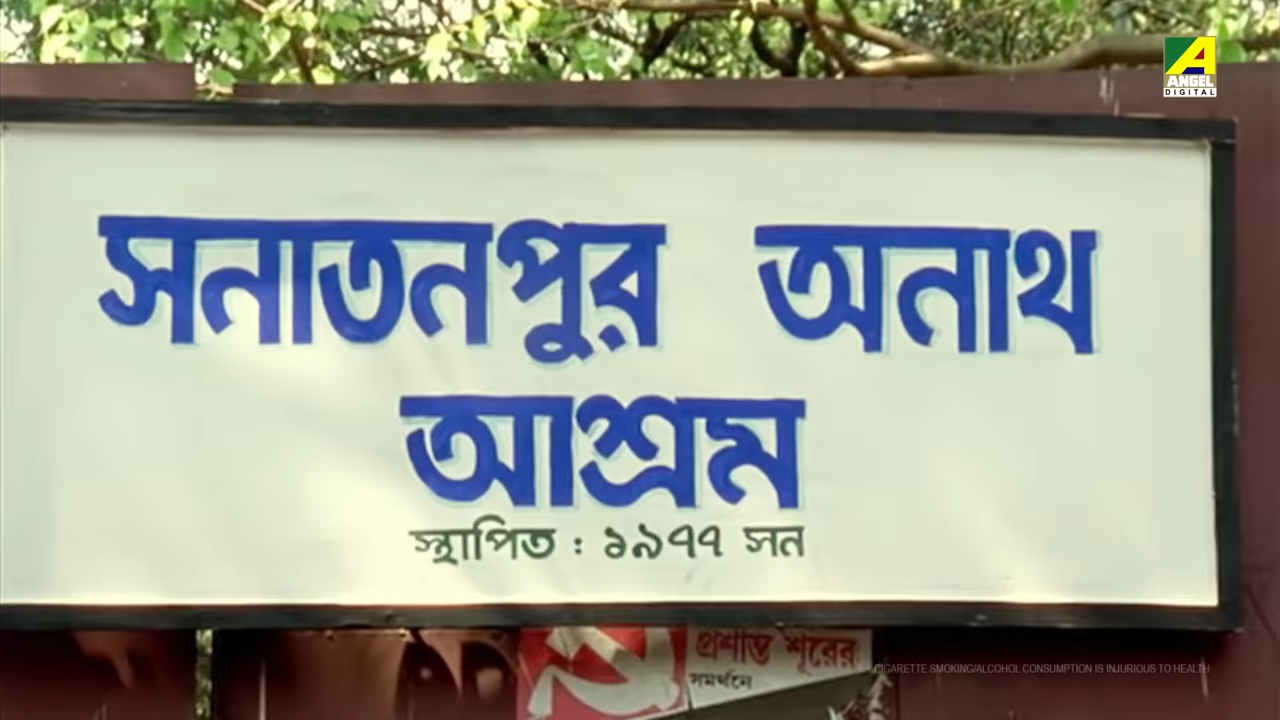 ANGEL
DIGITAL
সনাতনপুর অনাথ
আশ্রম
স্থাপিত : ১৯৭৭ সন
প্রশান্ত শূরের
সমর্থনে
CIGARETTE SMOKING/ALCOHOL CONSUMPTION IS INJURIOUS TO HEALTH